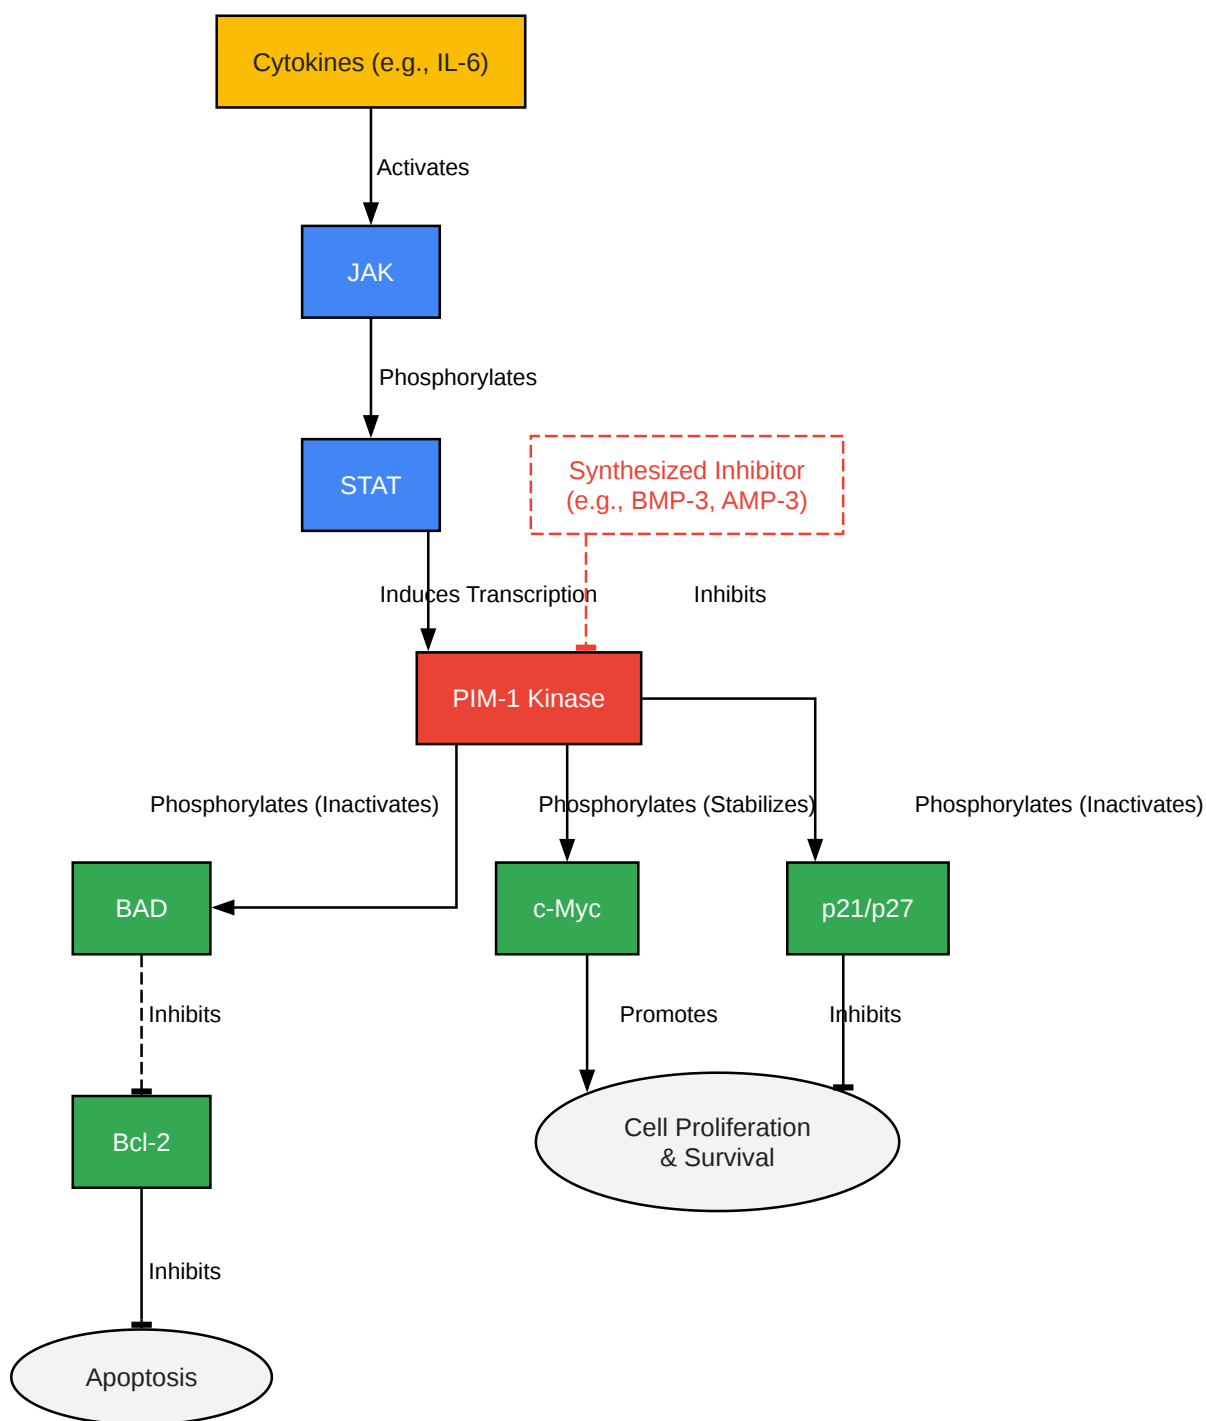 Cytokines (e.g., IL-6)
Activates
JAK
Phosphorylates
STAT
Synthesized Inhibitor
(e.g., BMP-3, AMP-3)
Induces Transcription
Inhibits
PIM-1 Kinase
Phosphorylates (Inactivates)
Phosphorylates (Stabilizes)
Phosphorylates (Inactivates)
BAD
c-Myc
p21/p27
Inhibits
Promotes
Inhibits
Bcl-2
Cell Proliferation
& Survival
Inhibits
Apoptosis